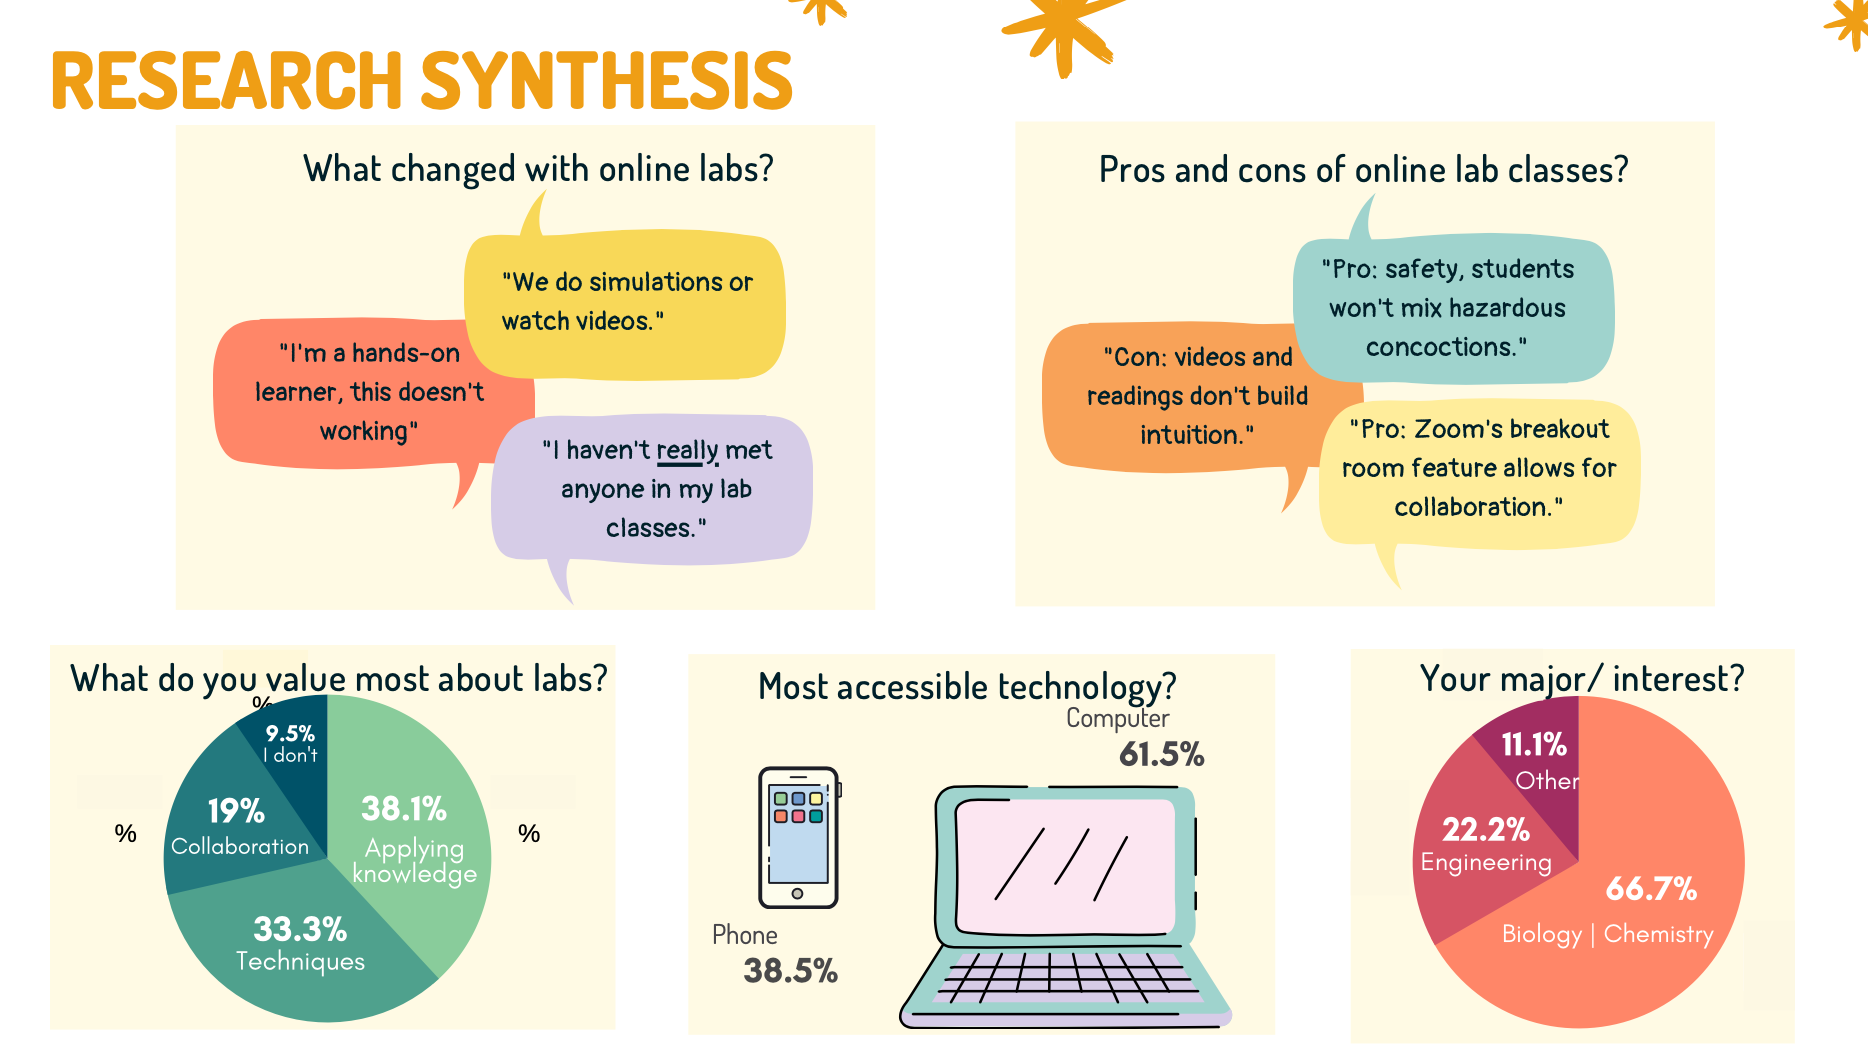 RESEARCH SYNTHESIS
What changed with online labs?
"We do simulations or
watch videos."
"I'm a hands-on
learner, this doesn't
working"
"I haven't really met
anyone in my lab
classes."
Pros and cons of online lab classes?
"Pro: safety, students
won't mix hazardous
concoctions."
"Con: videos and
readings don't build
intuition."
"Pro: Zoom's breakout
room feature allows for
collaboration."
What do you value most about labs?
%
9.5%
I don't
19%
Collaboration
38.1%
Applying
knowledge
%
%
33.3%
Techniques
Most accessible technology?
Computer
61.5%
Phone
38.5%
Your major/ interest?
11.1%
Other
22.2%
Engineering
66.7%
Biology | Chemistry